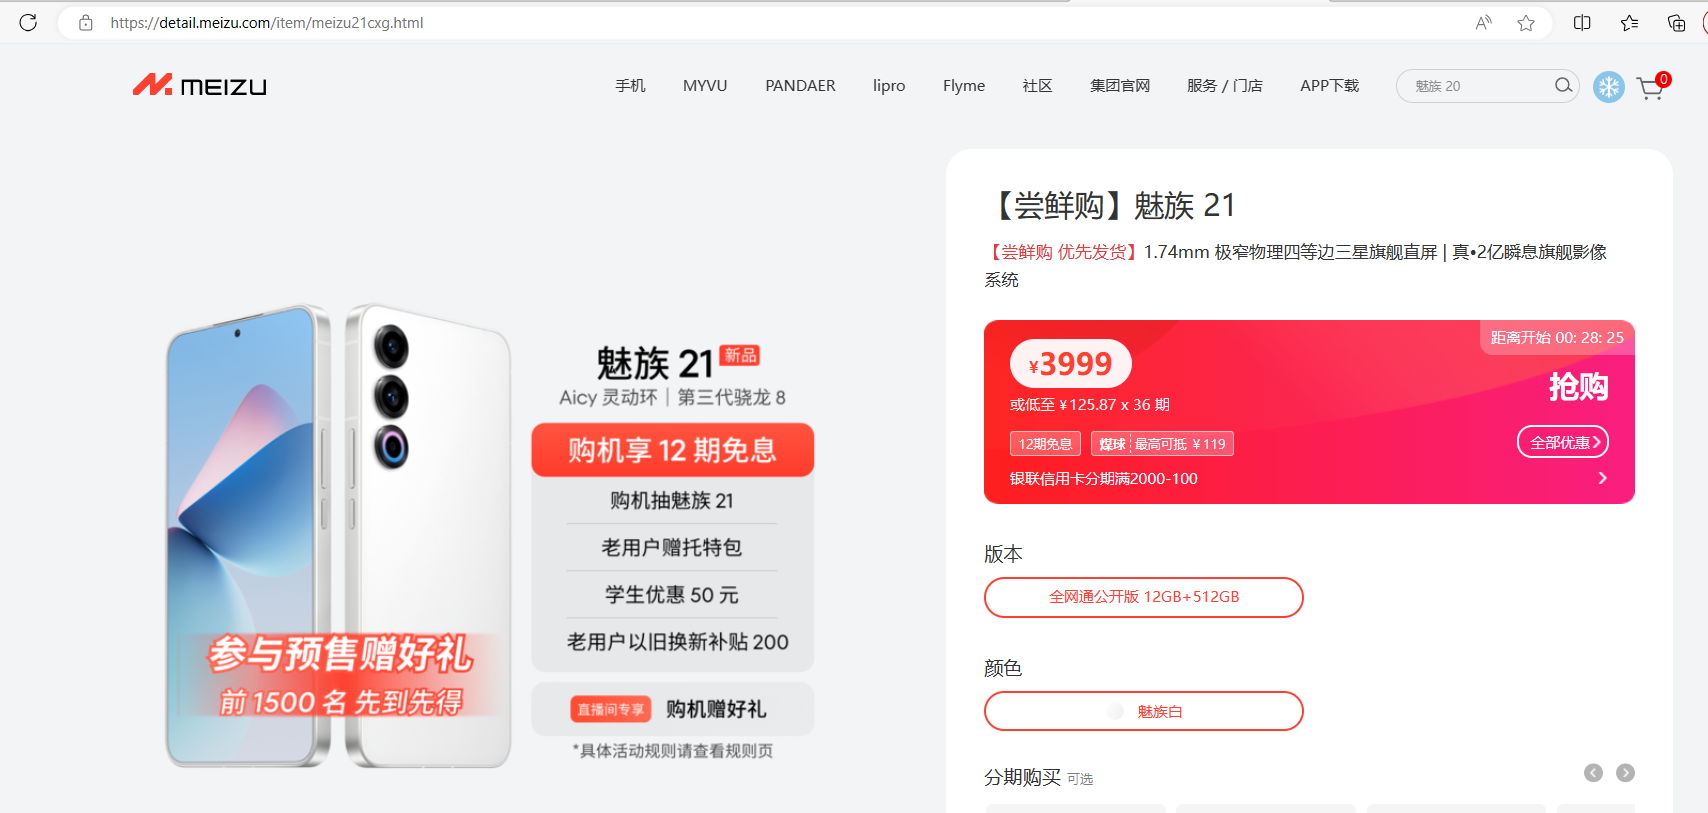 https://detail.meizu.com/item/meizu21cxg.html
MEIZU
手机 MYVU PANDAER lipro Flyme 社区 集团官网 服务 / 门店 APP下载
魅族 20
0
魅族 21 新品
Aicy 灵动环｜第三代骁龙 8
购机享 12 期免息
购机抽魅族 21
老用户赠托特包
学生优惠 50 元
老用户以旧换新补贴 200
直播间专享 购机赠好礼
*具体活动规则请查看规则页
参与预售赠好礼
前 1500 名 先到先得
【尝鲜购】魅族 21
【尝鲜购 优先发货】1.74mm 极窄物理四等边三星旗舰直屏 | 真•2亿瞬息旗舰影像
系统
距离开始 00: 28: 25
¥3999
抢购
或低至 ¥125.87 x 36 期
12期免息 煤球 最高可抵 ¥119
全部优惠
银联信用卡分期满2000-100
版本
全网通公开版 12GB+512GB
颜色
魅族白
分期购买 可选